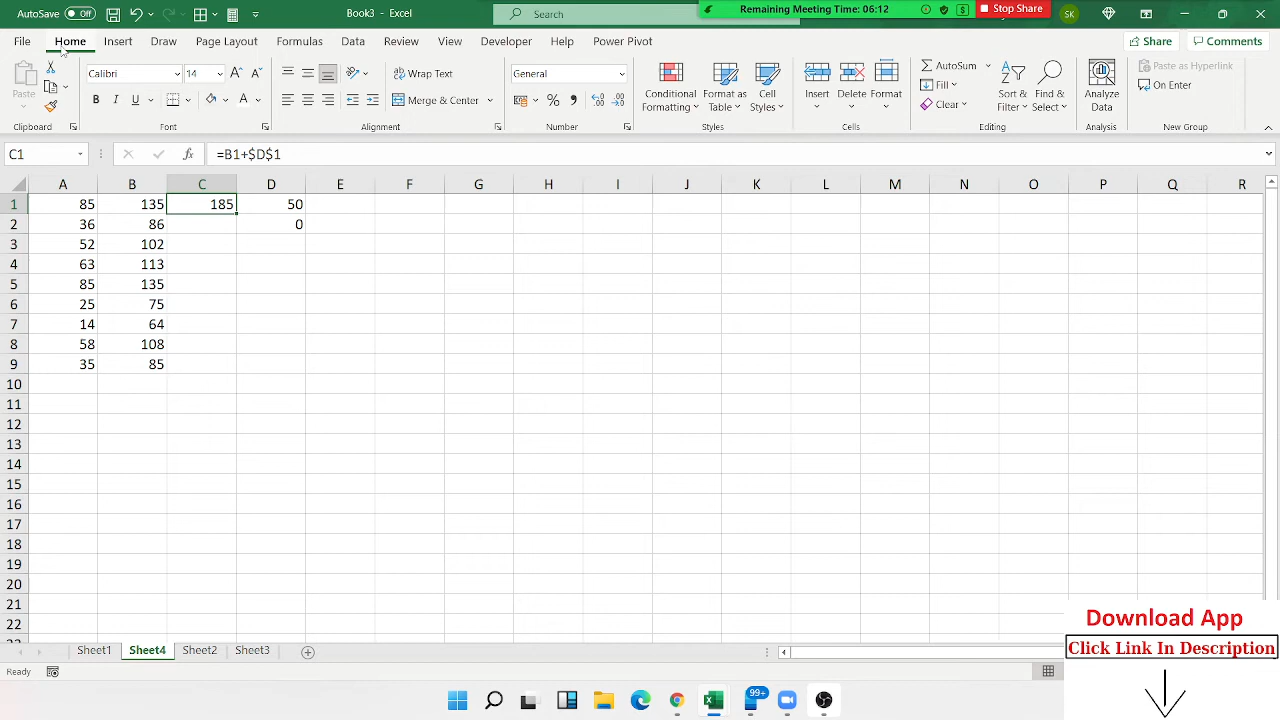 AutoSave Off Book1 - Excel Search Remaining Meeting Time: 06:12 Stop Share SK
File Home Insert Draw Page Layout Formulas Data Review View Developer Help Power Pivot Share Comments
Paste Calibri 14 Wrap Text General Conditional Formatting Format as Table Cell Styles Insert Delete Format AutoSum Fill Clear Sort & Filter Find & Select Analyze Data Paste as Hyperlink On Enter
B I U Merge & Center
Clipboard Font Alignment Number Styles Cells Editing Analysis New Group
C1 fx =B1+$D$1
A B C D E F G H I J K L M N O P Q R
1 85 135 185 50
2 36 86 0
3 52 102
4 63 113
5 85 135
6 25 75
7 14 64
8 58 108
9 35 85
10
11
12
13
14
15
16
17
18
19
20
21
22
Download App
Click Link In Description
Sheet1 Sheet4 Sheet2 Sheet3
Ready
99+